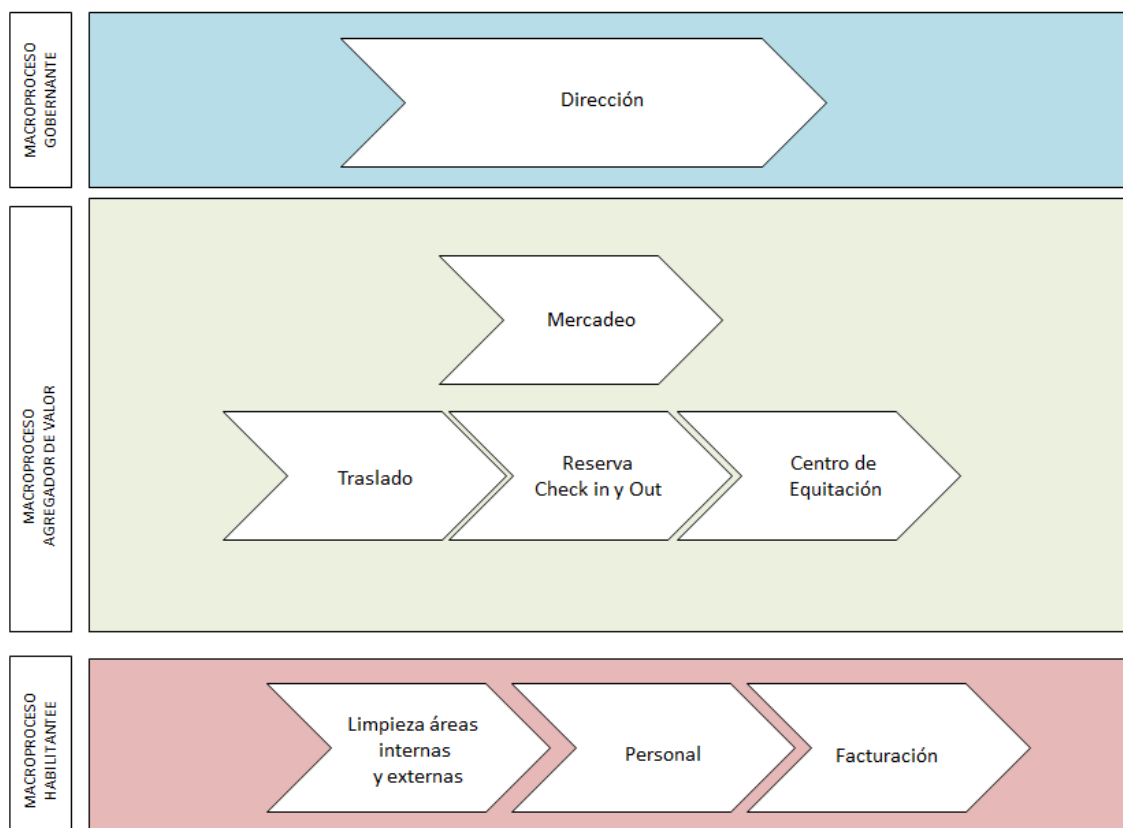 MACROPROCESO
GOBERNANTE
Dirección
MACROPROCESO
AGREGADOR DE VALOR
Mercadeo
Traslado
Reserva
Check in y Out
Centro de
Equitación
MACROPROCESO
HABILITANTEE
Limpieza áreas
internas
y externas
Personal
Facturación